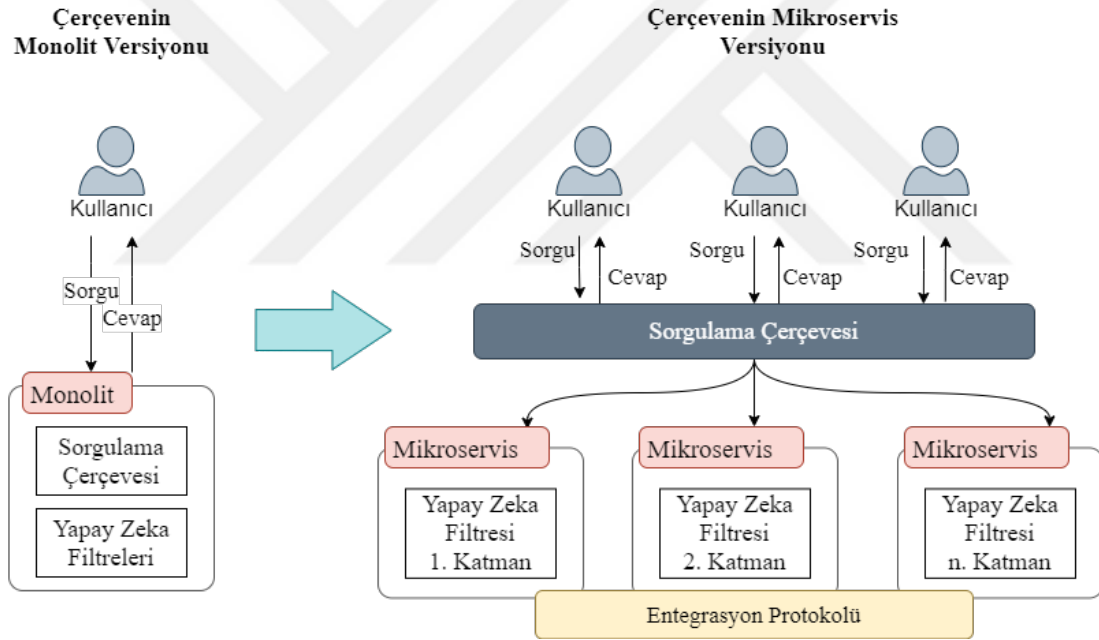 Çerçevenin
Monolit Versiyonu
Kullanıcı
Sorgu
Cevap
Monolit
Sorgulama
Çerçevesi
Yapay Zeka
Filtreleri
Çerçevenin Mikroservis
Versiyonu
Kullanıcı
Kullanıcı
Kullanıcı
Sorgu
Cevap
Sorgu
Cevap
Sorgu
Cevap
Sorgulama Çerçevesi
Mikroservis
Yapay Zeka
Filtresi
1. Katman
Mikroservis
Yapay Zeka
Filtresi
2. Katman
Mikroservis
Yapay Zeka
Filtresi
n. Katman
Entegrasyon Protokolü